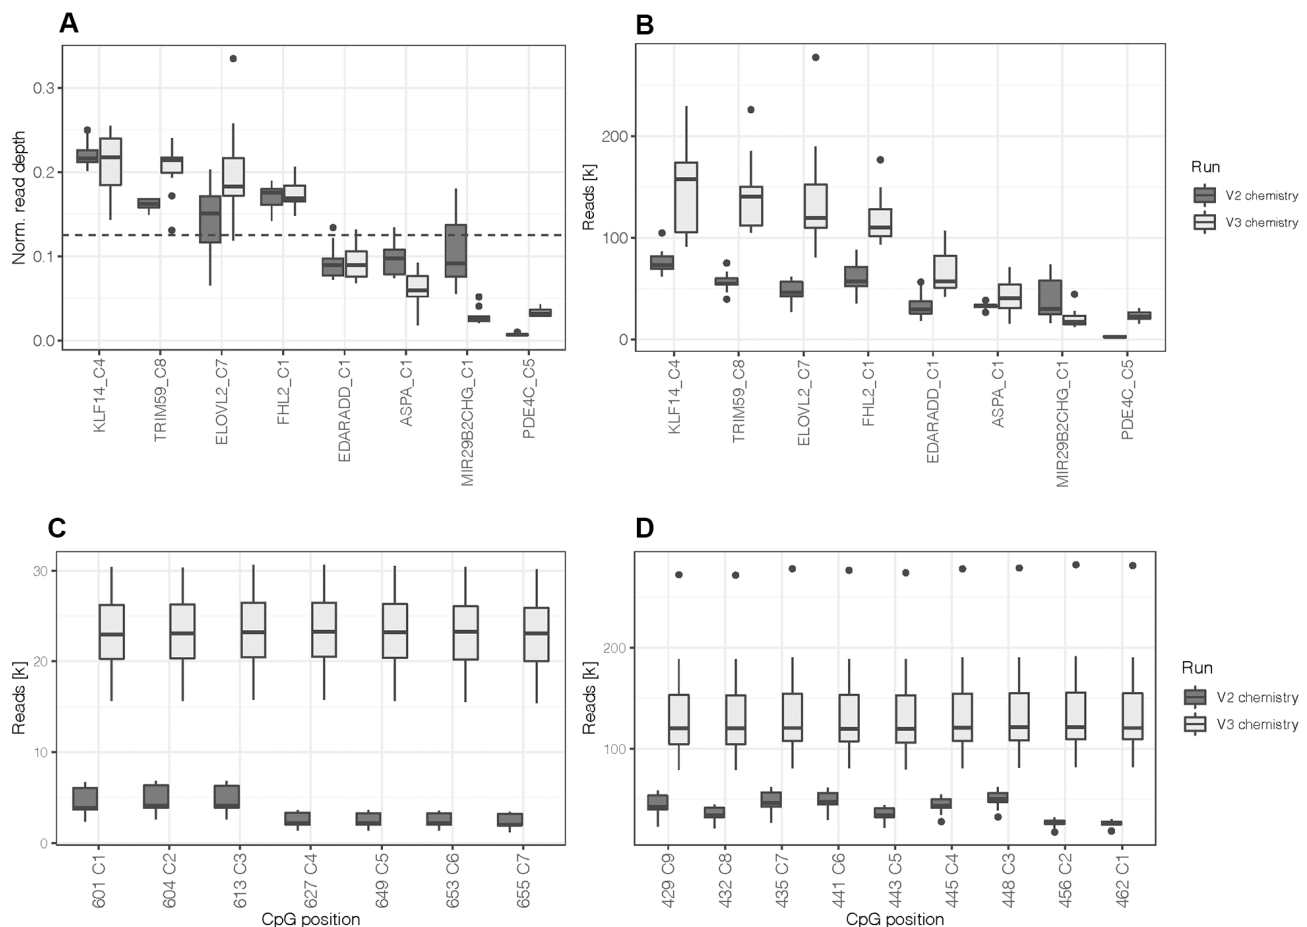 A
Norm. read depth
0.3
0.2
0.1
0.0
KLF14_C4
TRIM59_C8
ELOVL2_C7
FHL2_C1
EDARADD_C1
ASPA_C1
MIR29B2CHG_C1
PDE4C_C5
B
Reads [k]
200
100
0
KLF14_C4
TRIM59_C8
ELOVL2_C7
FHL2_C1
EDARADD_C1
ASPA_C1
MIR29B2CHG_C1
PDE4C_C5
Run
V2 chemistry
V3 chemistry
C
Reads [k]
30
20
10
0
601 C1
604 C2
613 C3
627 C4
649 C5
653 C6
655 C7
CpG position
D
Reads [k]
200
100
429 C9
432 C8
435 C7
441 C6
443 C5
445 C4
448 C3
456 C2
462 C1
CpG position
Run
V2 chemistry
V3 chemistry